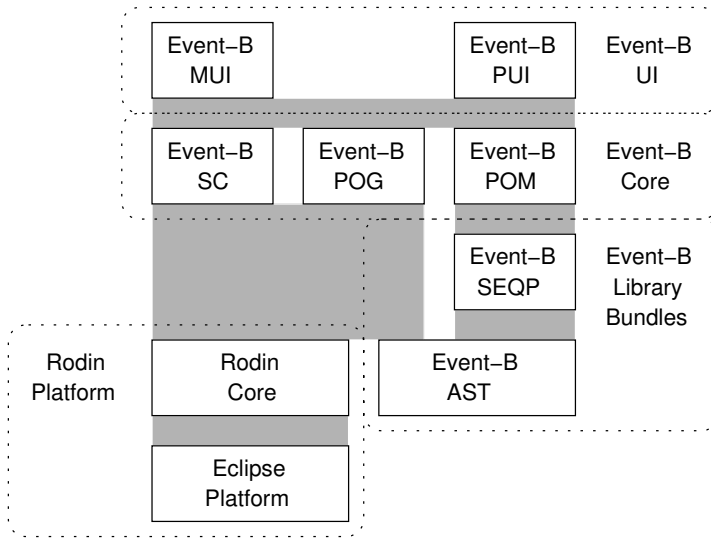 Event−B
MUI
Event−B
PUI
Event−B
UI
Event−B
SC
Event−B
POG
Event−B
POM
Event−B
Core
Event−B
SEQP
Event−B
Library
Bundles
Rodin
Platform
Rodin
Core
Event−B
AST
Eclipse
Platform